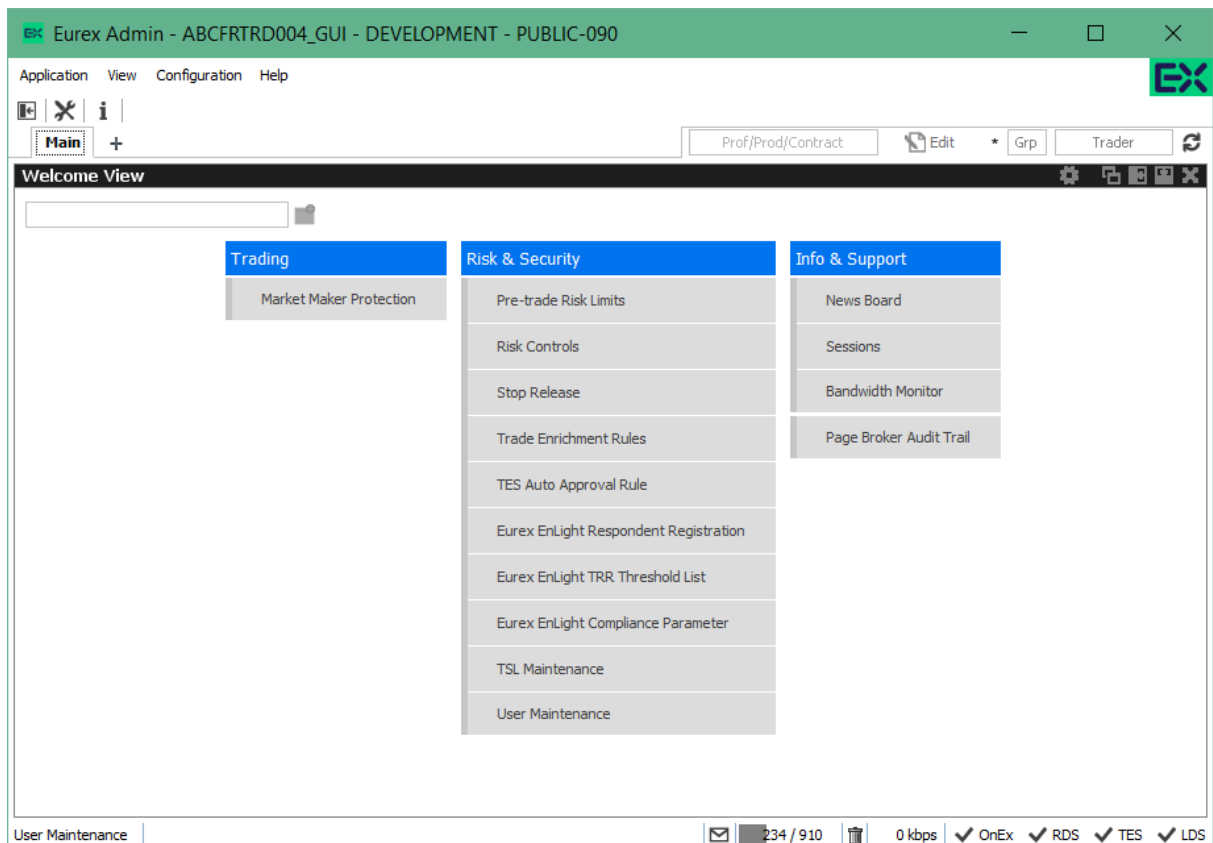 EX Eurex Admin - ABCFRTRD004_GUI - DEVELOPMENT - PUBLIC-090
Application View Configuration Help
EX
i
Main + Prof/Prod/Contract Edit * Grp Trader
Welcome View
Trading
Market Maker Protection
Risk & Security
Pre-trade Risk Limits
Risk Controls
Stop Release
Trade Enrichment Rules
TES Auto Approval Rule
Eurex EnLight Respondent Registration
Eurex EnLight TRR Threshold List
Eurex EnLight Compliance Parameter
TSL Maintenance
User Maintenance
Info & Support
News Board
Sessions
Bandwidth Monitor
Page Broker Audit Trail
User Maintenance 234 / 910 0 kbps OnEx RDS TES LDS